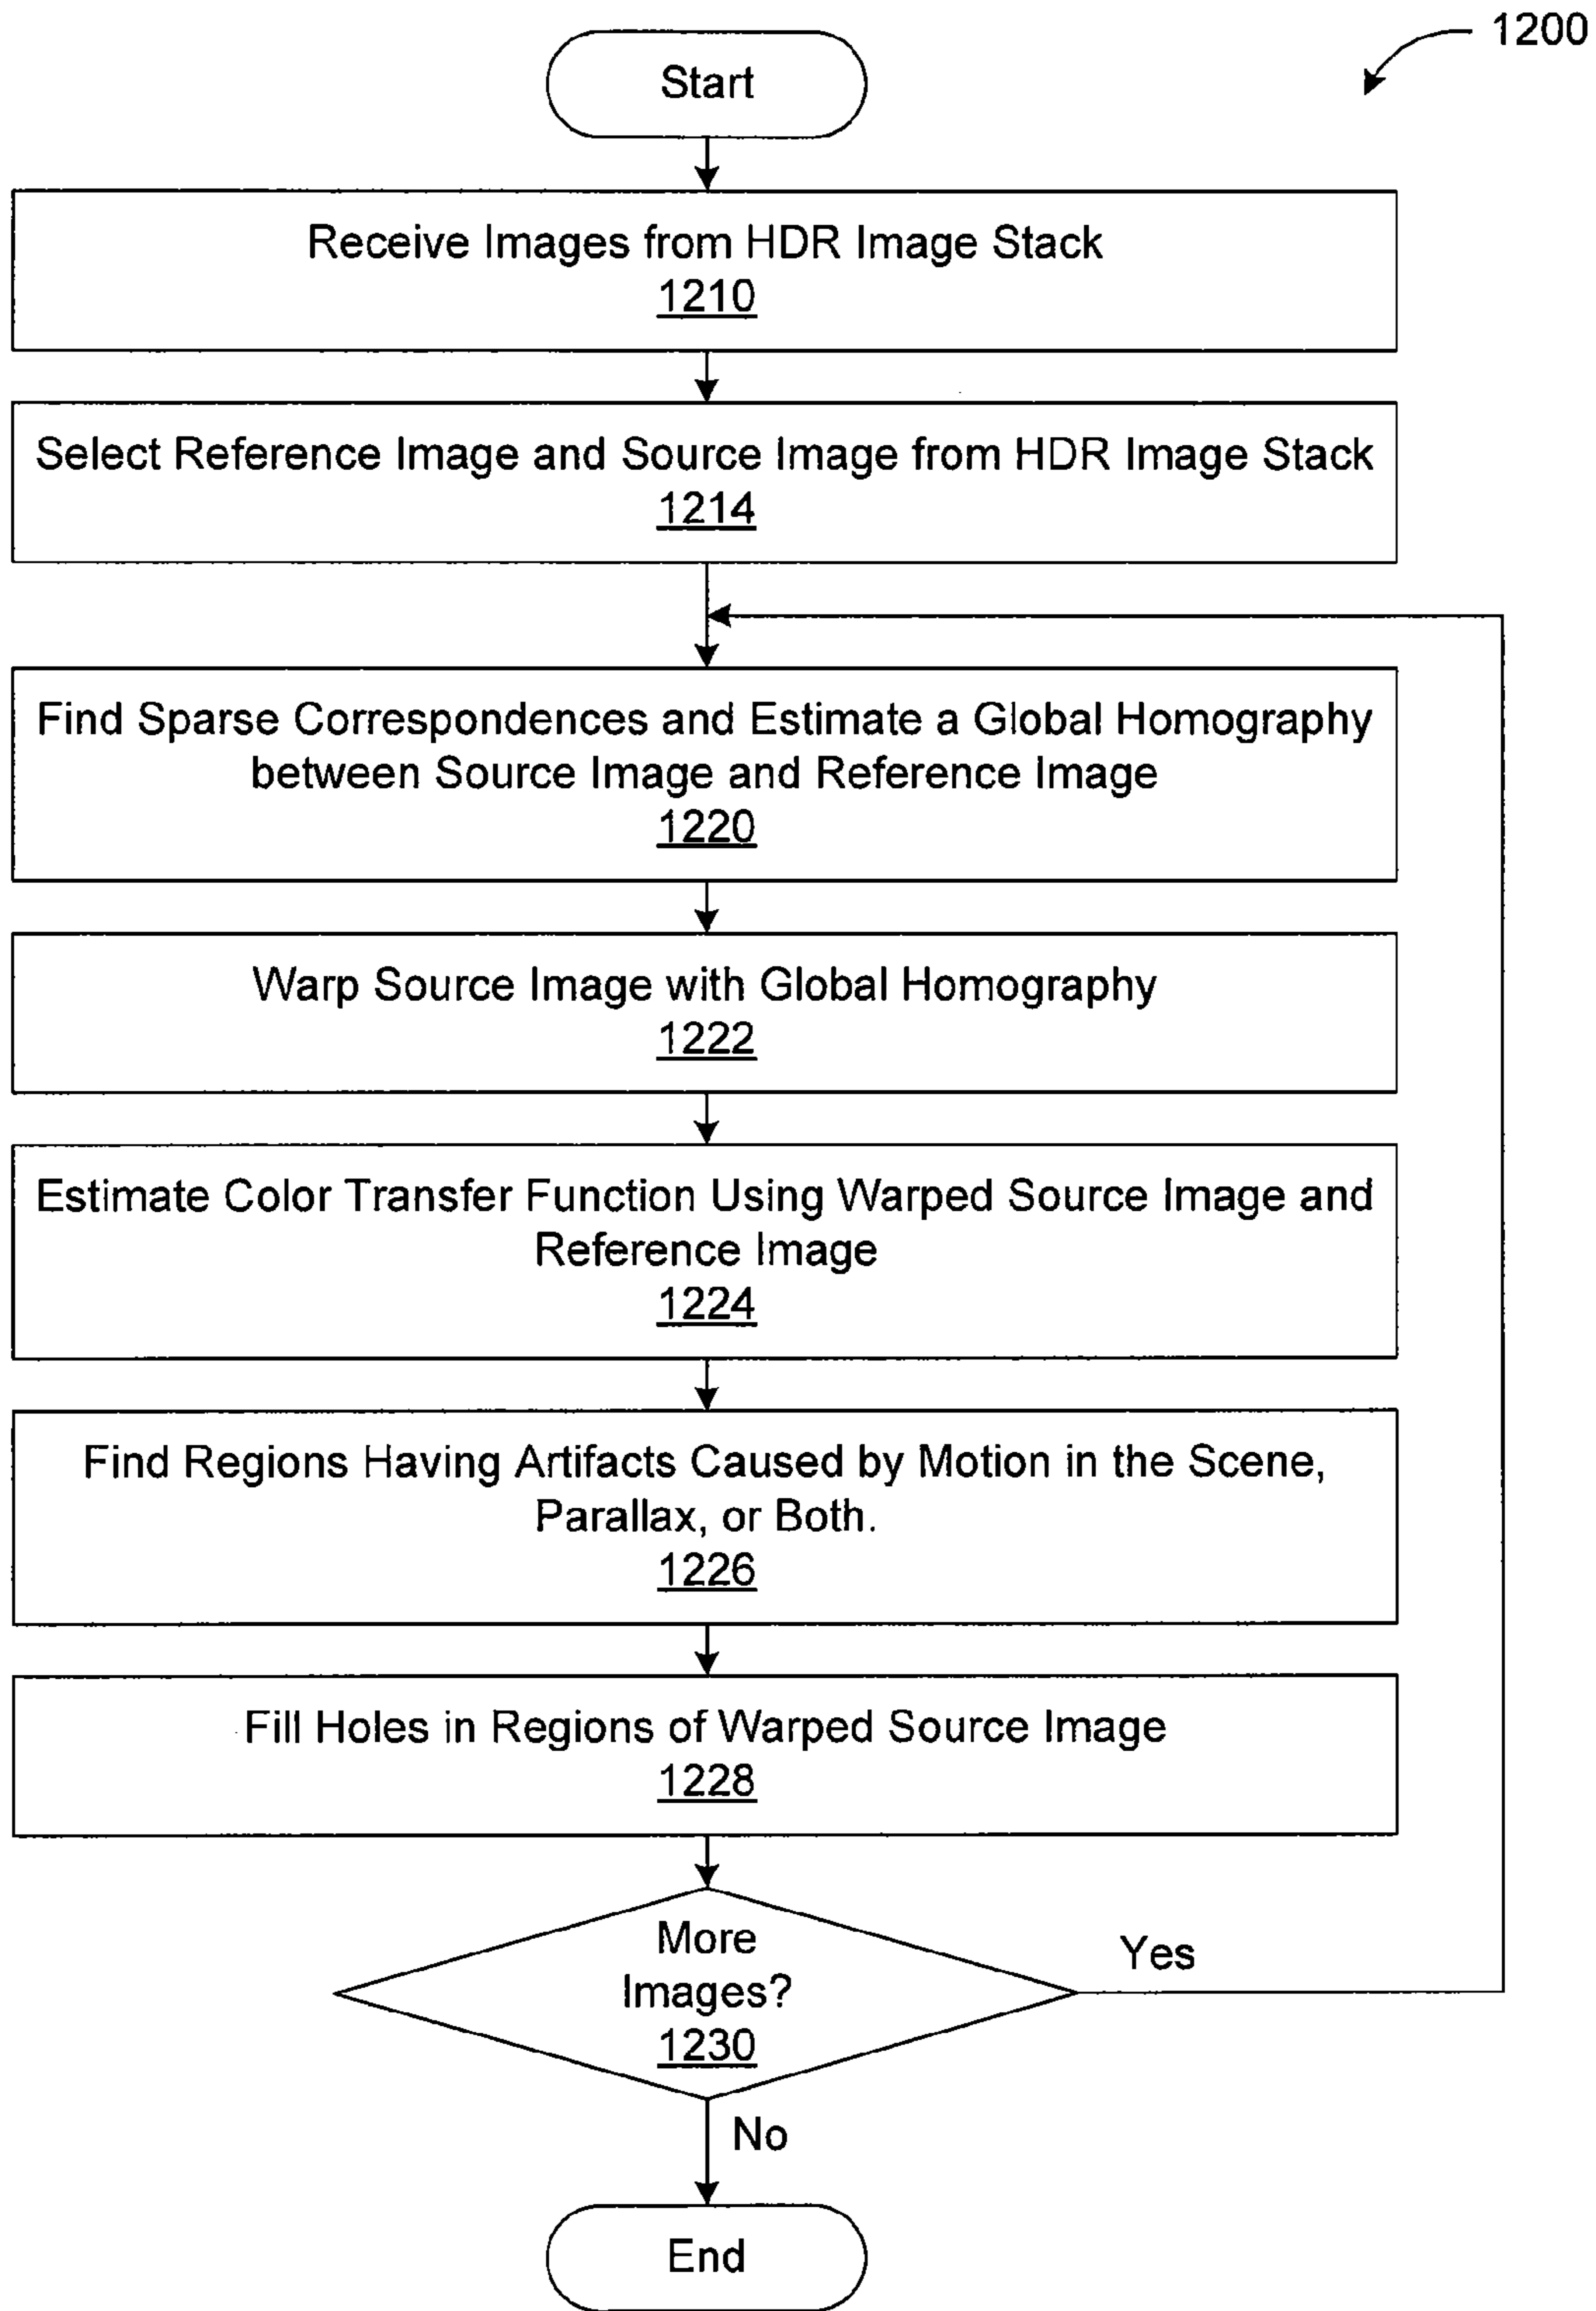 1200
Start
Receive Images from HDR Image Stack
1210
Select Reference Image and Source Image from HDR Image Stack
1214
Find Sparse Correspondences and Estimate a Global Homography
between Source Image and Reference Image
1220
Warp Source Image with Global Homography
1222
Estimate Color Transfer Function Using Warped Source Image and
Reference Image
1224
Find Regions Having Artifacts Caused by Motion in the Scene,
Parallax, or Both.
1226
Fill Holes in Regions of Warped Source Image
1228
More
Images?
1230
Yes
No
End